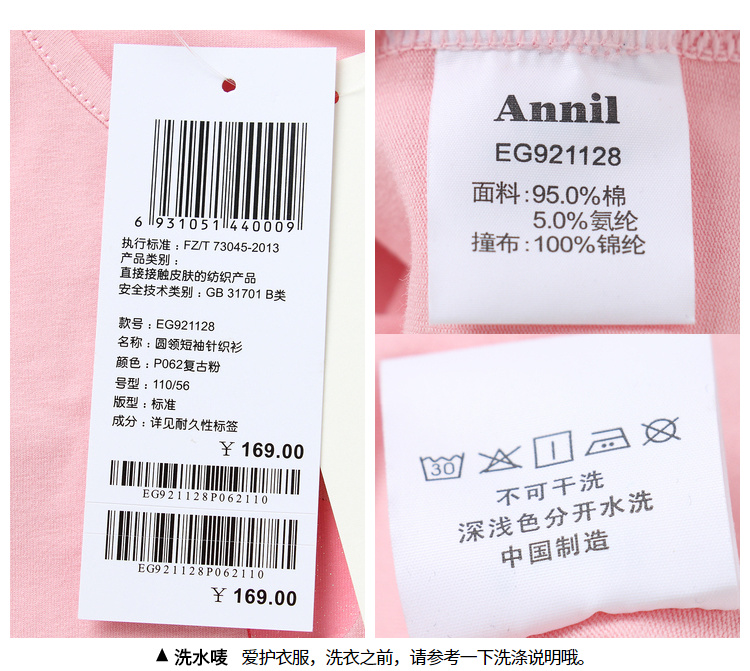 6 931051 440009
执行标准：FZ/T 73045-2013
产品类别：
直接接触皮肤的纺织产品
安全技术类别：GB 31701 B类
款号：EG921128
名称：圆领短袖针织衫
颜色：P062复古粉
号型：110/56
版型：标准
成分：详见耐久性标签
￥ 169.00
EG921128P062110
EG921128P062110
￥ 169.00
Annil
EG921128
面料:95.0%棉
5.0%氨纶
撞布:100%锦纶
30
不可干洗
深浅色分开水洗
中国制造
▲ 洗水唛 爱护衣服，洗衣之前，请参考一下洗涤说明哦。